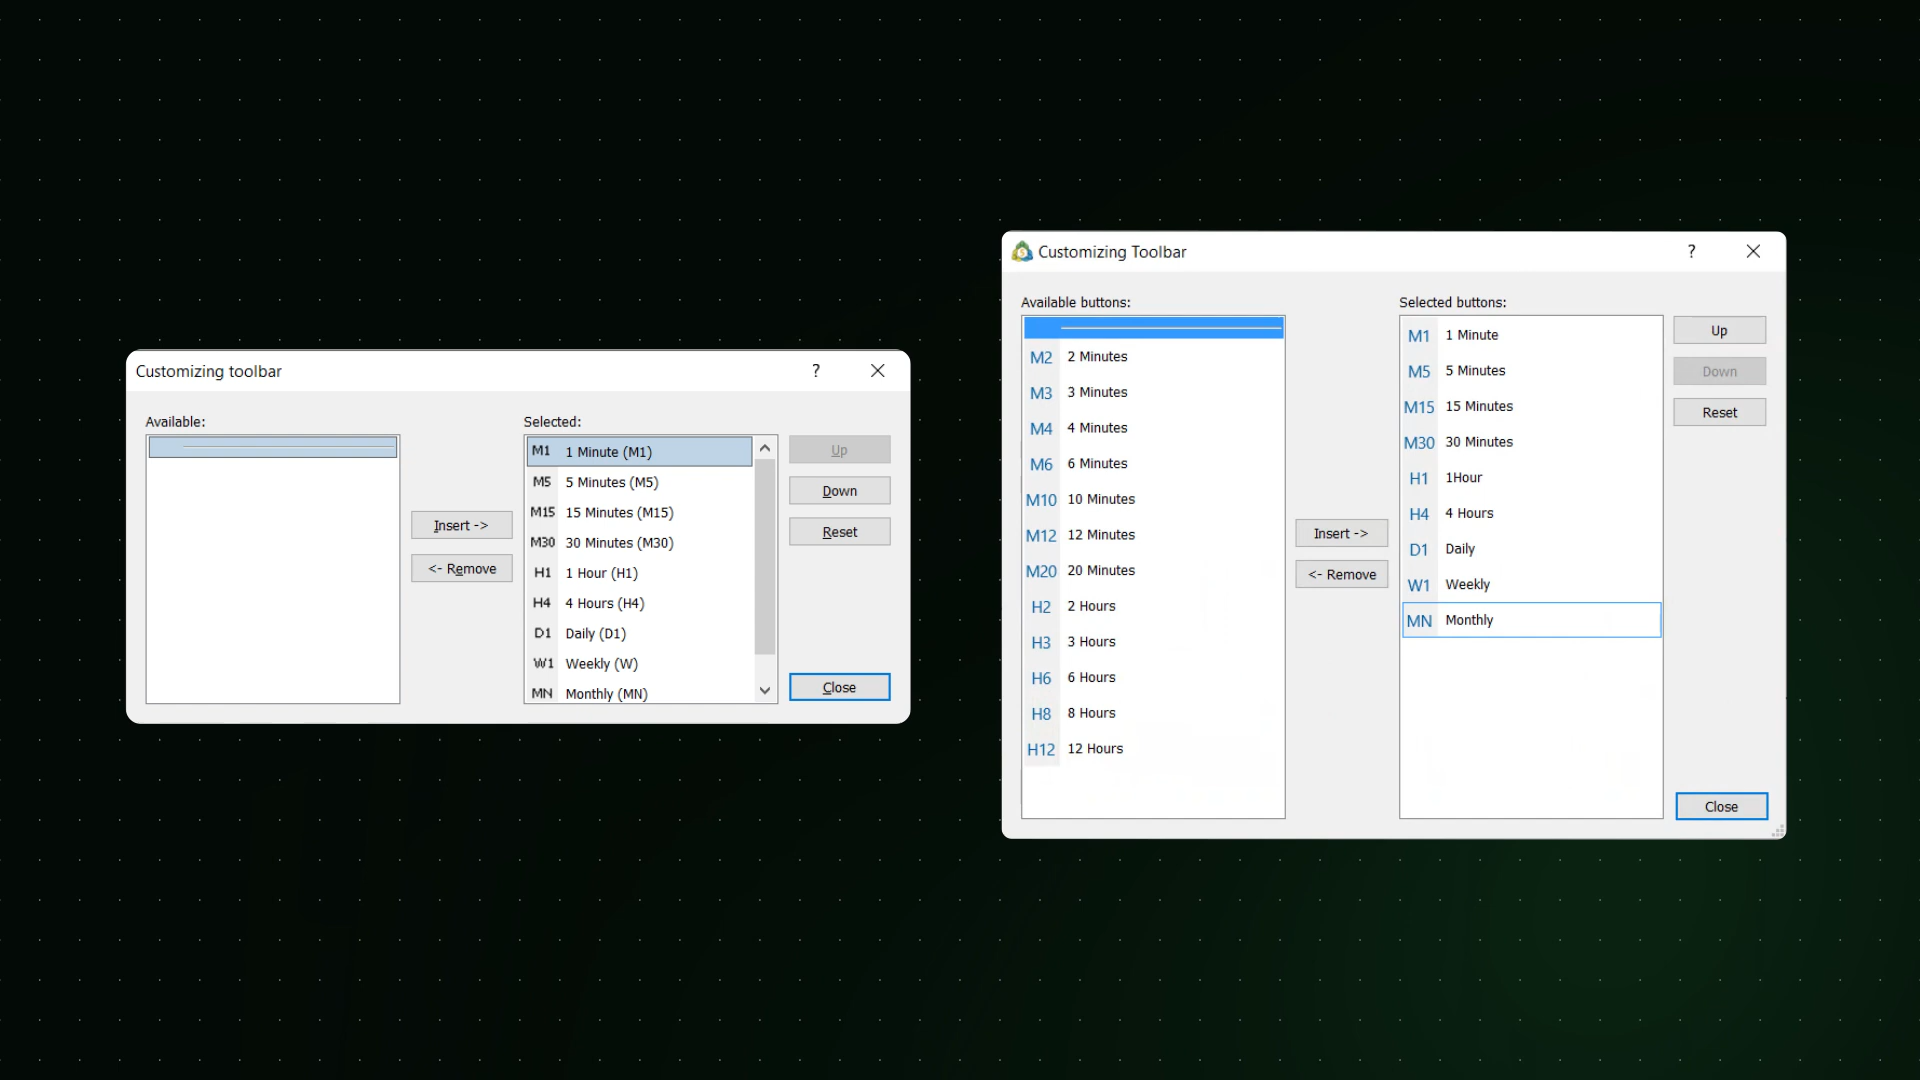 Customizing toolbar
?
Available:
Insert ->
<- Remove
Selected:
M1 1 Minute (M1)
M5 5 Minutes (M5)
M15 15 Minutes (M15)
M30 30 Minutes (M30)
H1 1 Hour (H1)
H4 4 Hours (H4)
D1 Daily (D1)
W1 Weekly (W)
MN Monthly (MN)
Up
Down
Reset
Close
Customizing Toolbar
?
Available buttons:
M2 2 Minutes
M3 3 Minutes
M4 4 Minutes
M6 6 Minutes
M10 10 Minutes
M12 12 Minutes
M20 20 Minutes
H2 2 Hours
H3 3 Hours
H6 6 Hours
H8 8 Hours
H12 12 Hours
Insert ->
<- Remove
Selected buttons:
M1 1 Minute
M5 5 Minutes
M15 15 Minutes
M30 30 Minutes
H1 1Hour
H4 4 Hours
D1 Daily
W1 Weekly
MN Monthly
Up
Down
Reset
Close